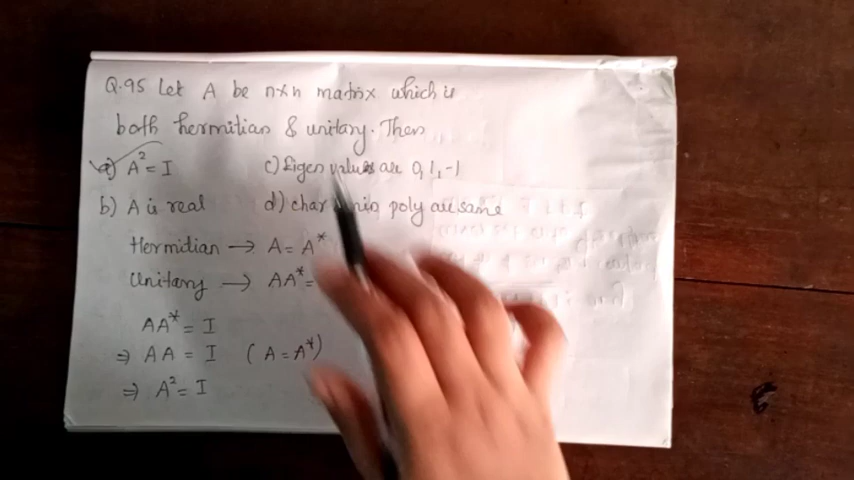 Q.95 Let A be n×n matrix which is
both hermitian & unitary. Then
a) A² = I
c) Eigen values are 0, 1, -1
b) A is real
d) char min poly are same
Hermitian → A = A*
Unitary → AA* =
AA* = I
⇒ AA = I (A = A*)
⇒ A² = I